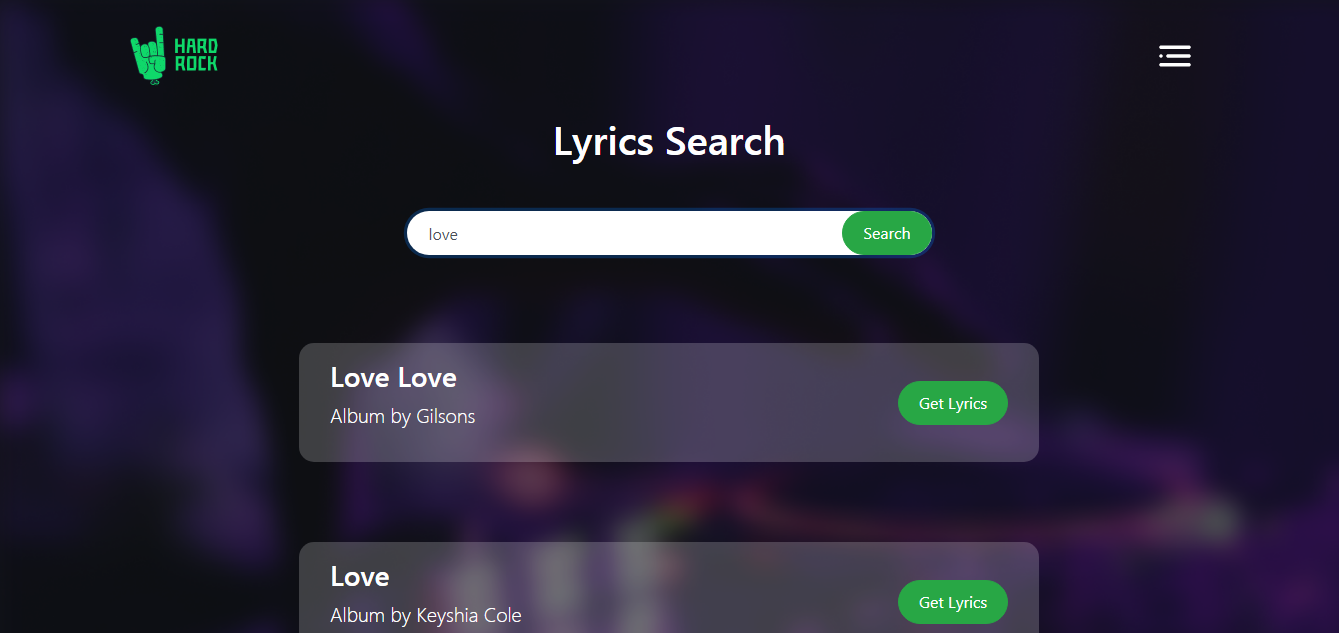 HARD
ROCK
Lyrics Search
love
Search
Love Love
Album by Gilsons
Get Lyrics
Love
Album by Keyshia Cole
Get Lyrics